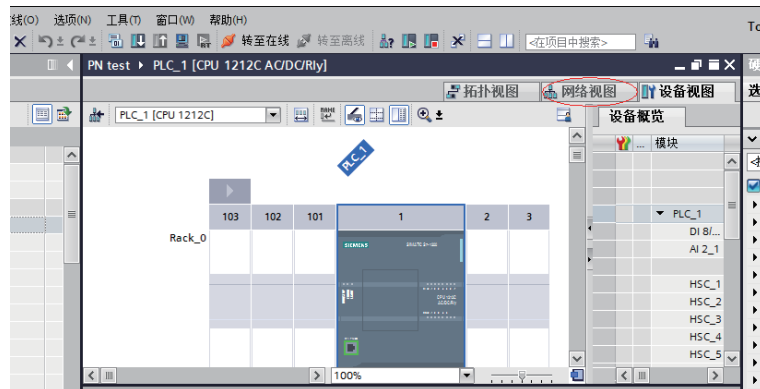 线(O) 选项(N) 工具(T) 窗口(W) 帮助(H)
转至在线 转至离线 <在项目中搜索>
PN test ▸ PLC_1 [CPU 1212C AC/DC/Rly]
拓扑视图 网络视图 设备视图 选
PLC_1 [CPU 1212C] 设备概览
模块
PLC_1
103 102 101 1 2 3
Rack_0
SIEMENS
PLC_1
DI 8/...
AI 2_1
HSC_1
HSC_2
HSC_3
HSC_4
HSC_5
100%